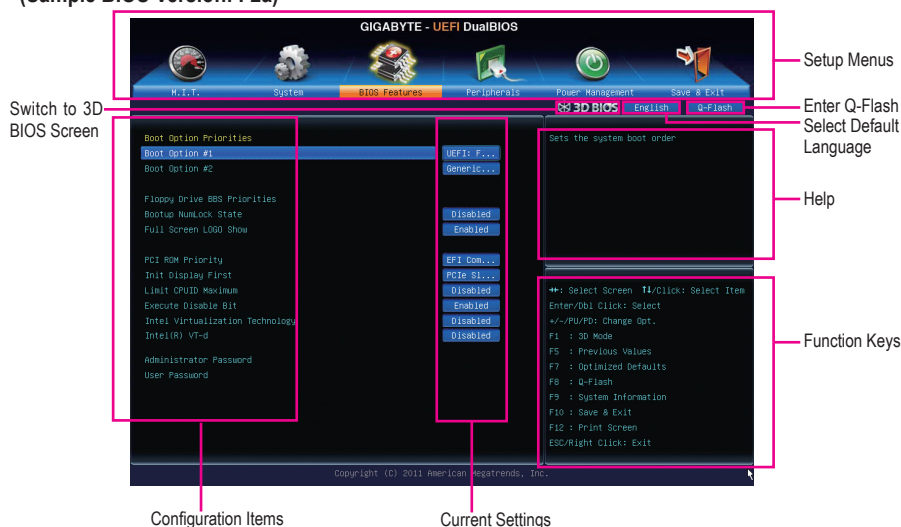 GIGABYTE - UEFI DualBIOS
Setup Menus
M.I.T. System BIOS Features Peripherals Power Management Save & Exit
Switch to 3D BIOS Screen
3D BIOS English Q-Flash
Enter Q-Flash
Select Default Language
Boot Option Priorities
Boot Option #1 UEFI: F...
Boot Option #2 Generic...
Floppy Drive BBS Priorities
Bootup NumLock State Disabled
Full Screen LOGO Show Enabled
PCI ROM Priority EFI Com...
Init Display First PCIe Sl...
Limit CPUID Maximum Disabled
Execute Disable Bit Enabled
Intel Virtualization Technology Disabled
Intel(R) VT-d Disabled
Administrator Password
User Password
Sets the system boot order
Help
: Select Screen ↑↓/Click: Select Item
Enter/Dbl Click: Select
+/-/PU/PD: Change Opt.
F1 : 3D Mode
F5 : Previous Values
F7 : Optimized Defaults
F8 : Q-Flash
F9 : System Information
F10 : Save & Exit
F12 : Print Screen
ESC/Right Click: Exit
Function Keys
Copyright (C) 2011 American Megatrends, Inc.
Configuration Items
Current Settings